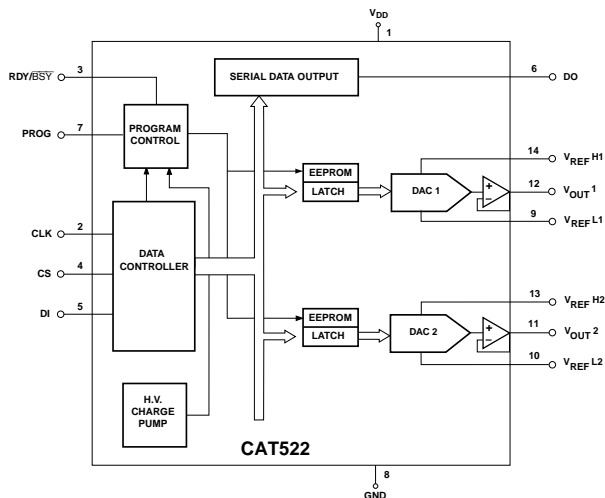 VDD
1
RDY/BSY
3
SERIAL DATA OUTPUT
6
DO
PROG
7
PROGRAM
CONTROL
14
VREF H1
EEPROM
LATCH
DAC 1
+
−
12
VOUT 1
9
VREF L1
CLK
2
CS
4
DI
5
DATA
CONTROLLER
13
VREF H2
EEPROM
LATCH
DAC 2
+
−
11
VOUT 2
10
VREF L2
H.V.
CHARGE
PUMP
CAT522
8
GND